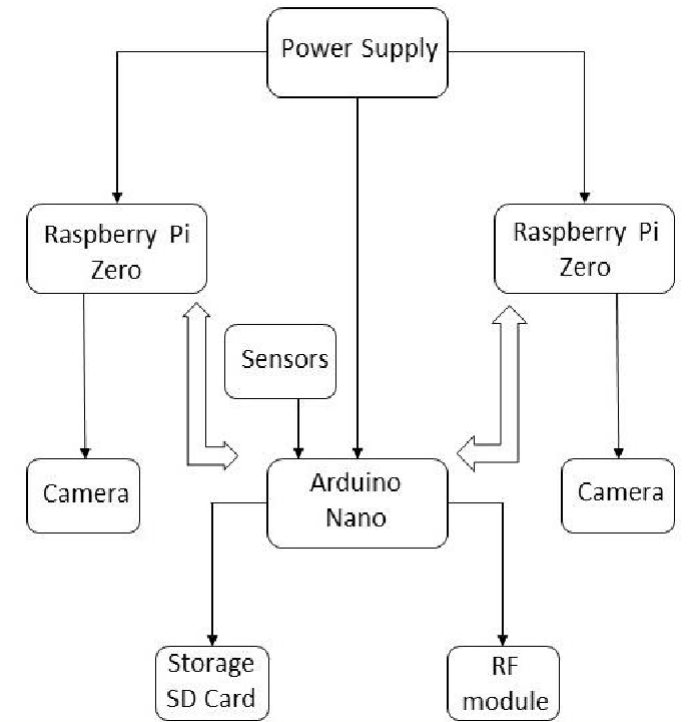 Power Supply
Raspberry Pi
Zero
Raspberry Pi
Zero
Sensors
Camera
Arduino
Nano
Camera
Storage
SD Card
RF
module